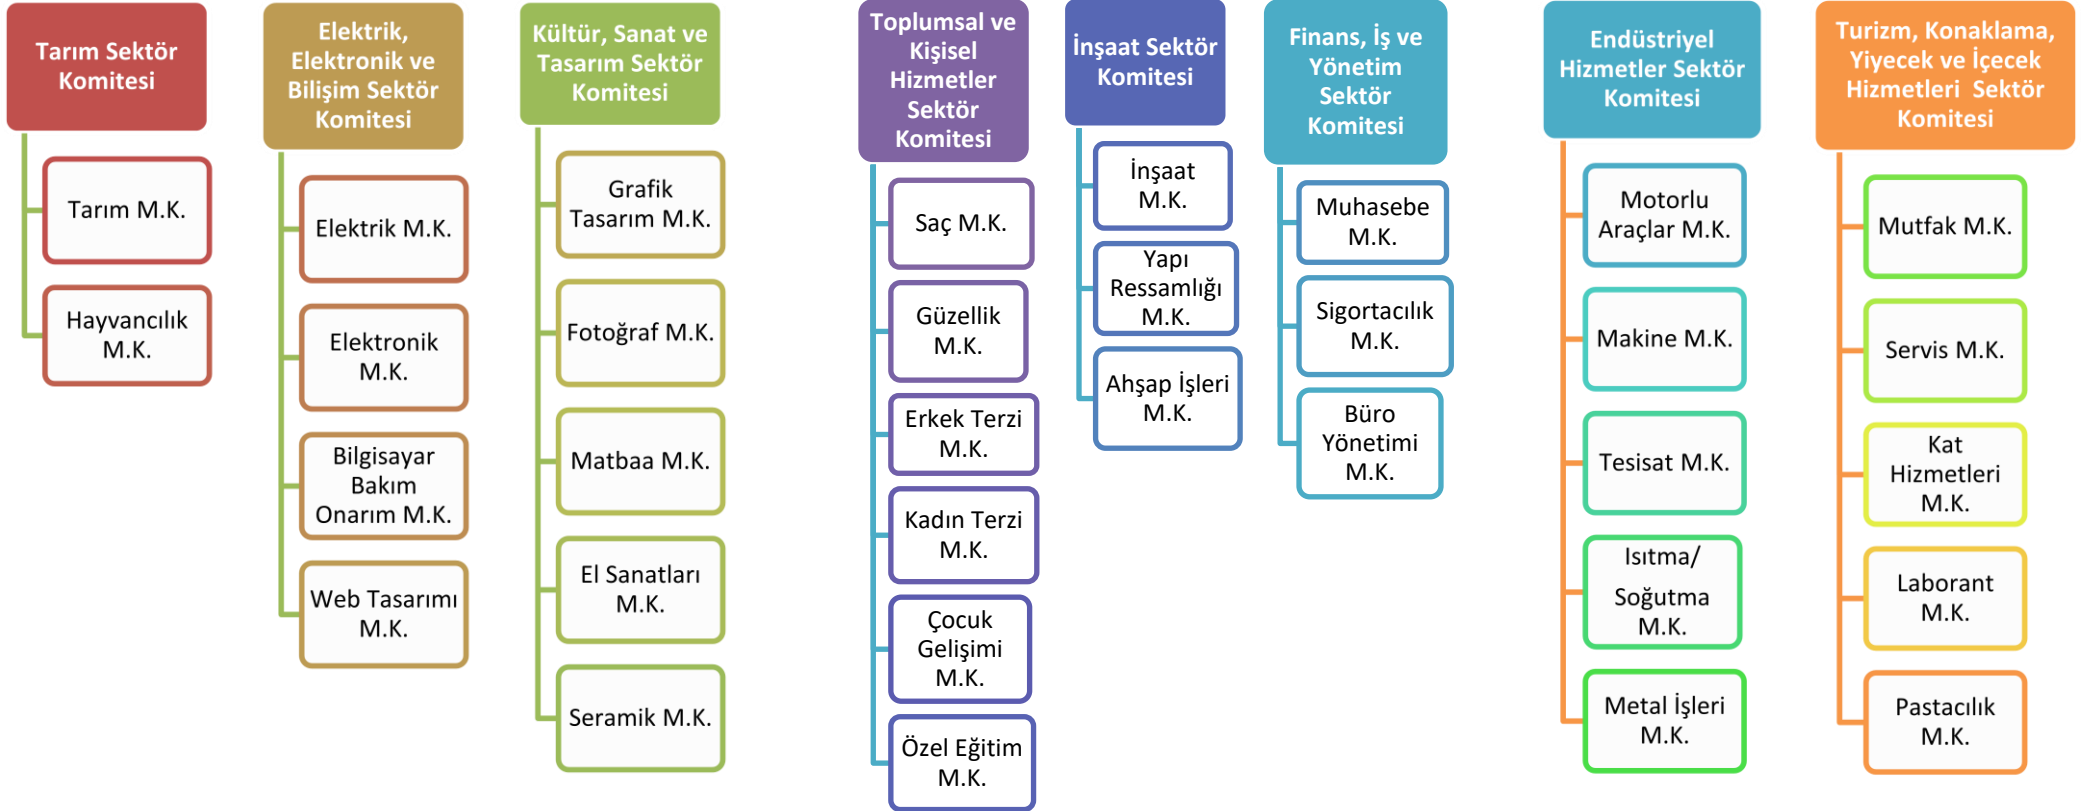 Tarım Sektör
Komitesi
Tarım M.K.
Hayvancılık
M.K.
Elektrik,
Elektronik ve
Bilişim Sektör
Komitesi
Elektrik M.K.
Elektronik
M.K.
Bilgisayar
Bakım
Onarım M.K.
Web Tasarımı
M.K.
Kültür, Sanat ve
Tasarım Sektör
Komitesi
Grafik
Tasarım M.K.
Fotoğraf M.K.
Matbaa M.K.
El Sanatları
M.K.
Seramik M.K.
Toplumsal ve
Kişisel
Hizmetler
Sektör
Komitesi
Saç M.K.
Güzellik
M.K.
Erkek Terzi
M.K.
Kadın Terzi
M.K.
Çocuk
Gelişimi
M.K.
Özel Eğitim
M.K.
İnşaat Sektör
Komitesi
İnşaat
M.K.
Yapı
Ressamlığı
M.K.
Ahşap İşleri
M.K.
Finans, İş ve
Yönetim
Sektör
Komitesi
Muhasebe
M.K.
Sigortacılık
M.K.
Büro
Yönetimi
M.K.
Endüstriyel
Hizmetler Sektör
Komitesi
Motorlu
Araçlar M.K.
Makine M.K.
Tesisat M.K.
Isıtma/
Soğutma
M.K.
Metal İşleri
M.K.
Turizm, Konaklama,
Yiyecek ve İçecek
Hizmetleri Sektör
Komitesi
Mutfak M.K.
Servis M.K.
Kat
Hizmetleri
M.K.
Laborant
M.K.
Pastacılık
M.K.